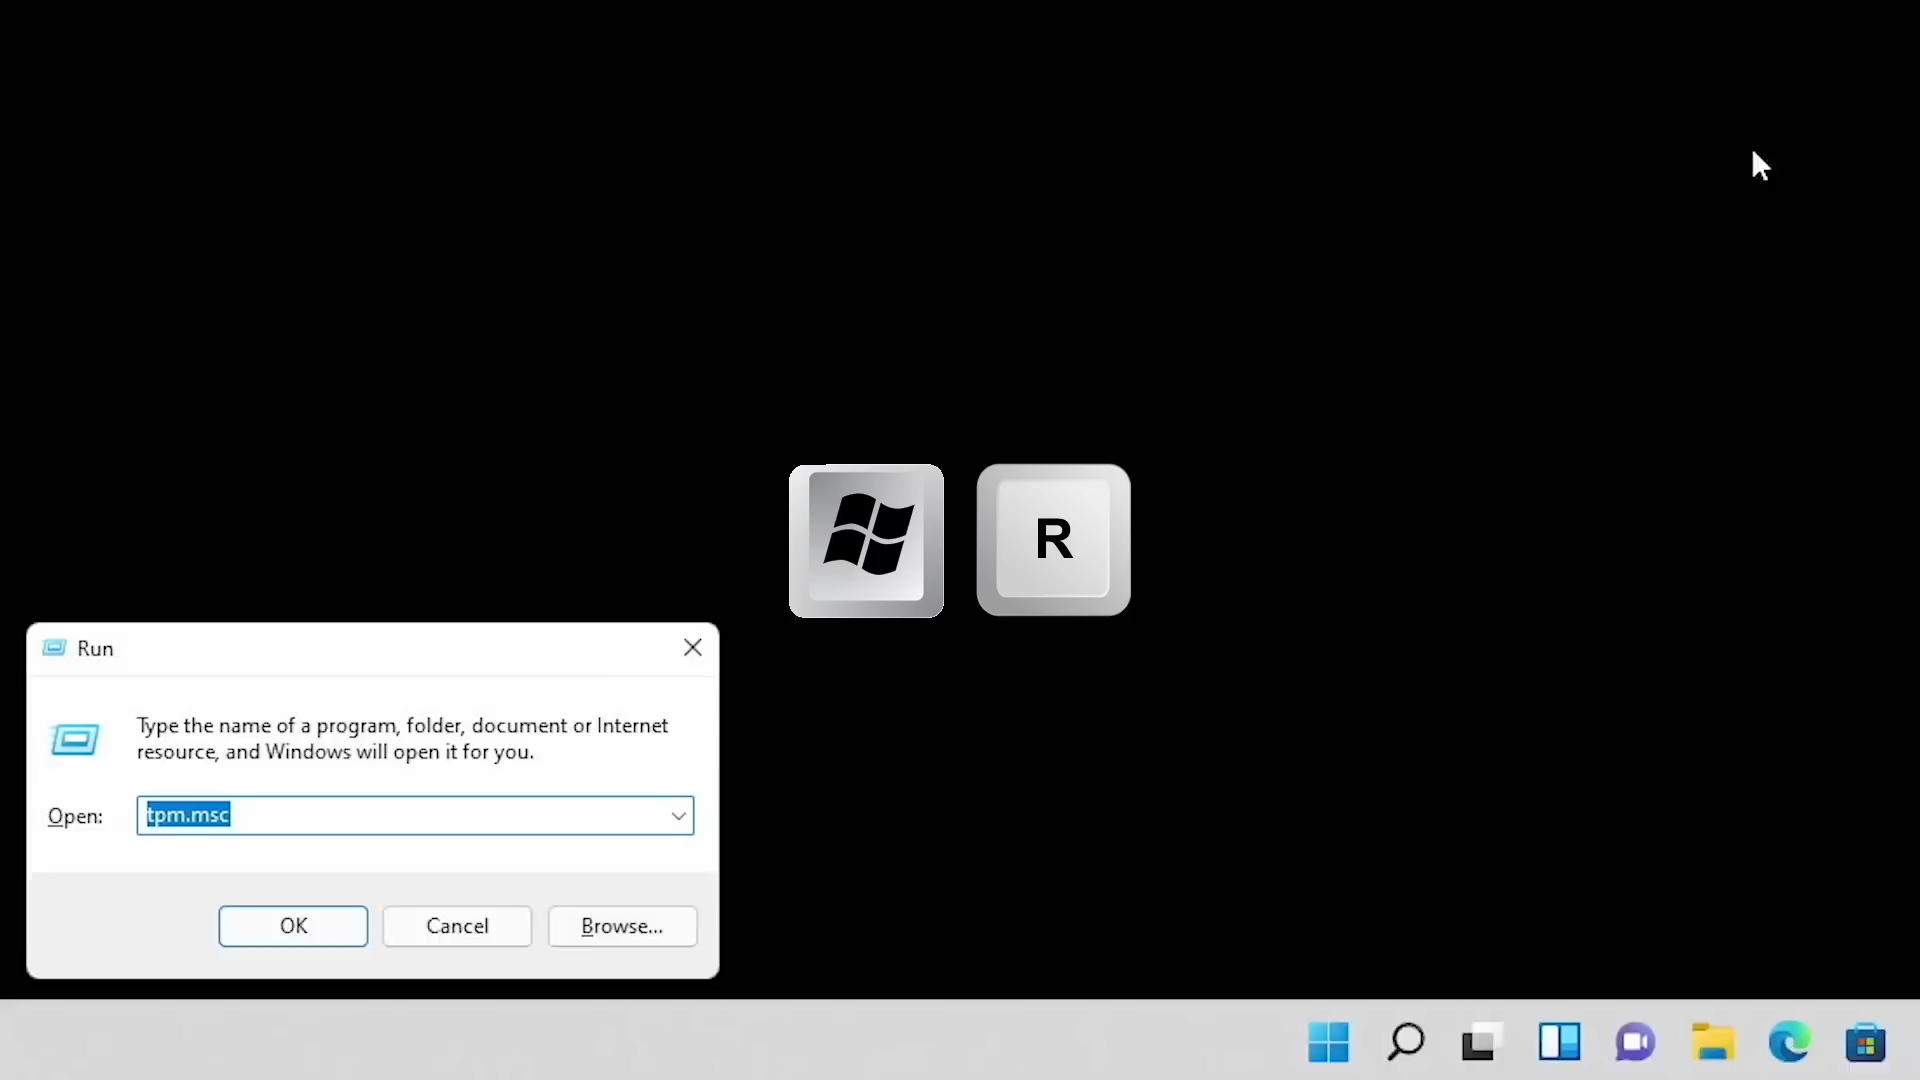 R
Run
Type the name of a program, folder, document or Internet
resource, and Windows will open it for you.
Open:
tpm.msc
OK
Cancel
Browse...